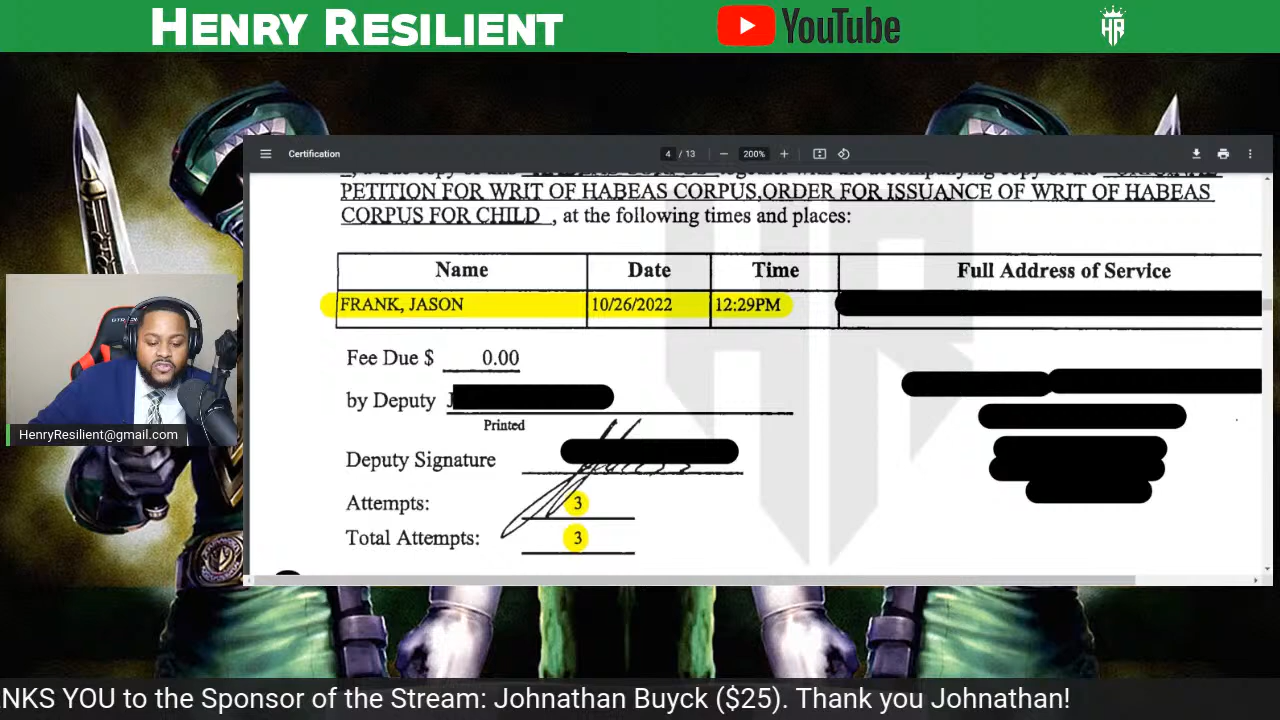 HENRY RESILIENT
YouTube
HR
Certification
4 / 13
200%
PETITION FOR WRIT OF HABEAS CORPUS,ORDER FOR ISSUANCE OF WRIT OF HABEAS
CORPUS FOR CHILD , at the following times and places:
Name Date Time Full Address of Service
FRANK, JASON 10/26/2022 12:29PM
Fee Due $ 0.00
by Deputy J
Printed
Deputy Signature
Attempts: 3
Total Attempts: 3
HenryResilient@gmail.com
NKS YOU to the Sponsor of the Stream: Johnathan Buyck ($25). Thank you Johnathan!